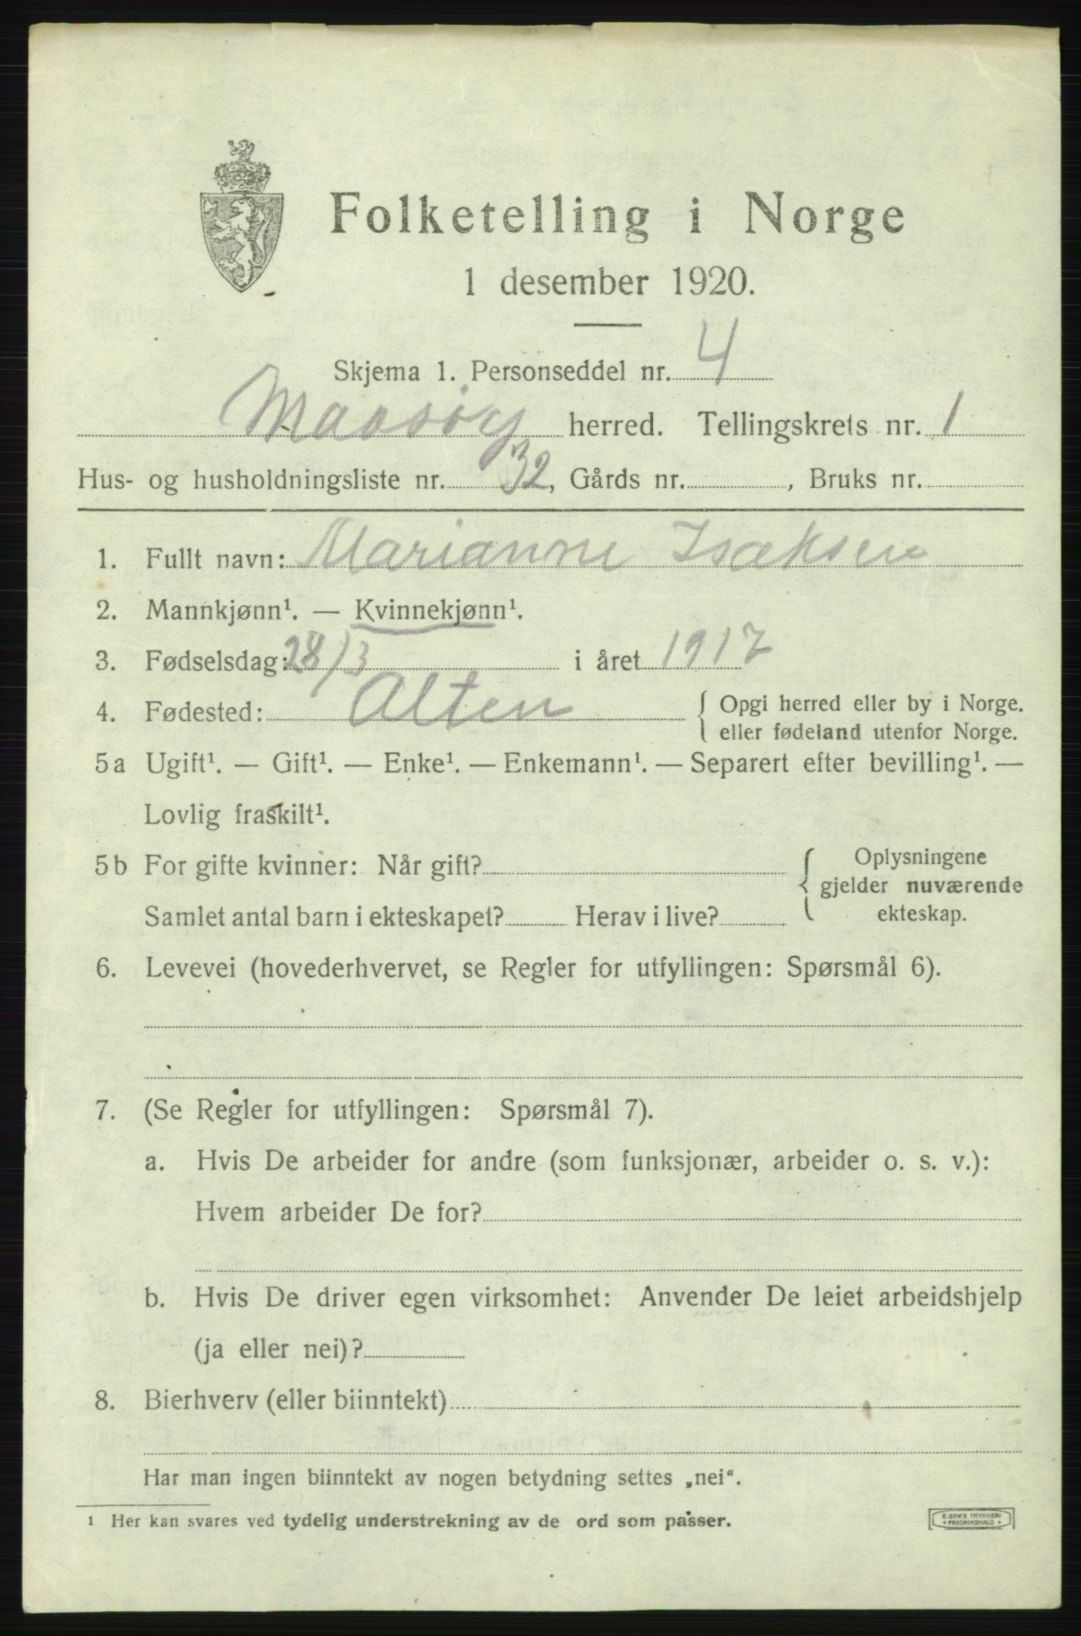 Folketelling i Norge
1 desember 1920.
Skjema 1. Personseddel nr. 4
Maasøy herred. Tellingskrets nr. 1
Hus- og husholdningsliste nr. 32, Gårds nr. , Bruks nr.
1. Fullt navn: Marianne Isaksen
2. Mannkjønn¹. — Kvinnekjønn¹.
3. Fødselsdag: 28/3 i året 1917
4. Fødested: Alten { Opgi herred eller by i Norge.
eller fødeland utenfor Norge.
5a Ugift¹. — Gift¹. — Enke¹. — Enkemann¹. — Separert efter bevilling¹. —
Lovlig fraskilt¹.
5b For gifte kvinner: Når gift? { Oplysningene
gjelder nuværende
Samlet antal barn i ekteskapet? Herav i live? ekteskap.
6. Levevei (hovederhvervet, se Regler for utfyllingen: Spørsmål 6).
7. (Se Regler for utfyllingen: Spørsmål 7).
a. Hvis De arbeider for andre (som funksjonær, arbeider o. s. v.):
Hvem arbeider De for?
b. Hvis De driver egen virksomhet: Anvender De leiet arbeidshjelp
(ja eller nei)?
8. Bierhverv (eller biinntekt)
Har man ingen biinntekt av nogen betydning settes „nei“.
¹ Her kan svares ved tydelig understrekning av de ord som passer.
E. SEM'S TRYKKERI
FREDRIKSHALD